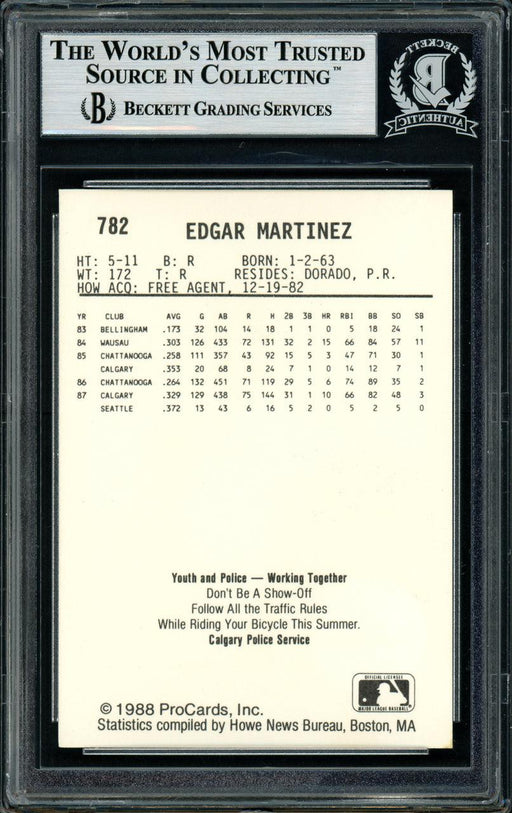 THE WORLD'S MOST TRUSTED
SOURCE IN COLLECTING™
B BECKETT GRADING SERVICES
BECKETT
B
AUTHENTIC
782 EDGAR MARTINEZ
HT: 5-11 B: R BORN: 1-2-63
WT: 172 T: R RESIDES: DORADO, P.R.
HOW ACQ: FREE AGENT, 12-19-82
YR CLUB AVG G AB R H 2B 3B HR RBI BB SO SB
83 BELLINGHAM .173 32 104 14 18 1 1 0 5 18 24 1
84 WAUSAU .303 126 433 72 131 32 2 15 66 84 57 11
85 CHATTANOOGA .258 111 357 43 92 15 5 3 47 71 30 1
CALGARY .353 20 68 8 24 7 1 0 14 12 7 1
86 CHATTANOOGA .264 132 451 71 119 29 5 6 74 89 35 2
87 CALGARY .329 129 438 75 144 31 1 10 66 82 48 3
SEATTLE .372 13 43 6 16 5 2 0 5 2 5 0
Youth and Police — Working Together
Don't Be A Show-Off
Follow All the Traffic Rules
While Riding Your Bicycle This Summer.
Calgary Police Service
OFFICIAL LICENSEE
MAJOR LEAGUE BASEBALL
© 1988 ProCards, Inc.
Statistics compiled by Howe News Bureau, Boston, MA